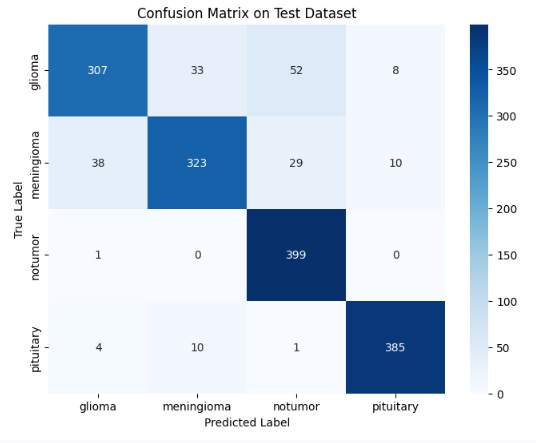 Confusion Matrix on Test Dataset
True Label
glioma 307 33 52 8
meningioma 38 323 29 10
notumor 1 0 399 0
pituitary 4 10 1 385
glioma meningioma notumor pituitary
Predicted Label
350
300
250
200
150
100
50
0